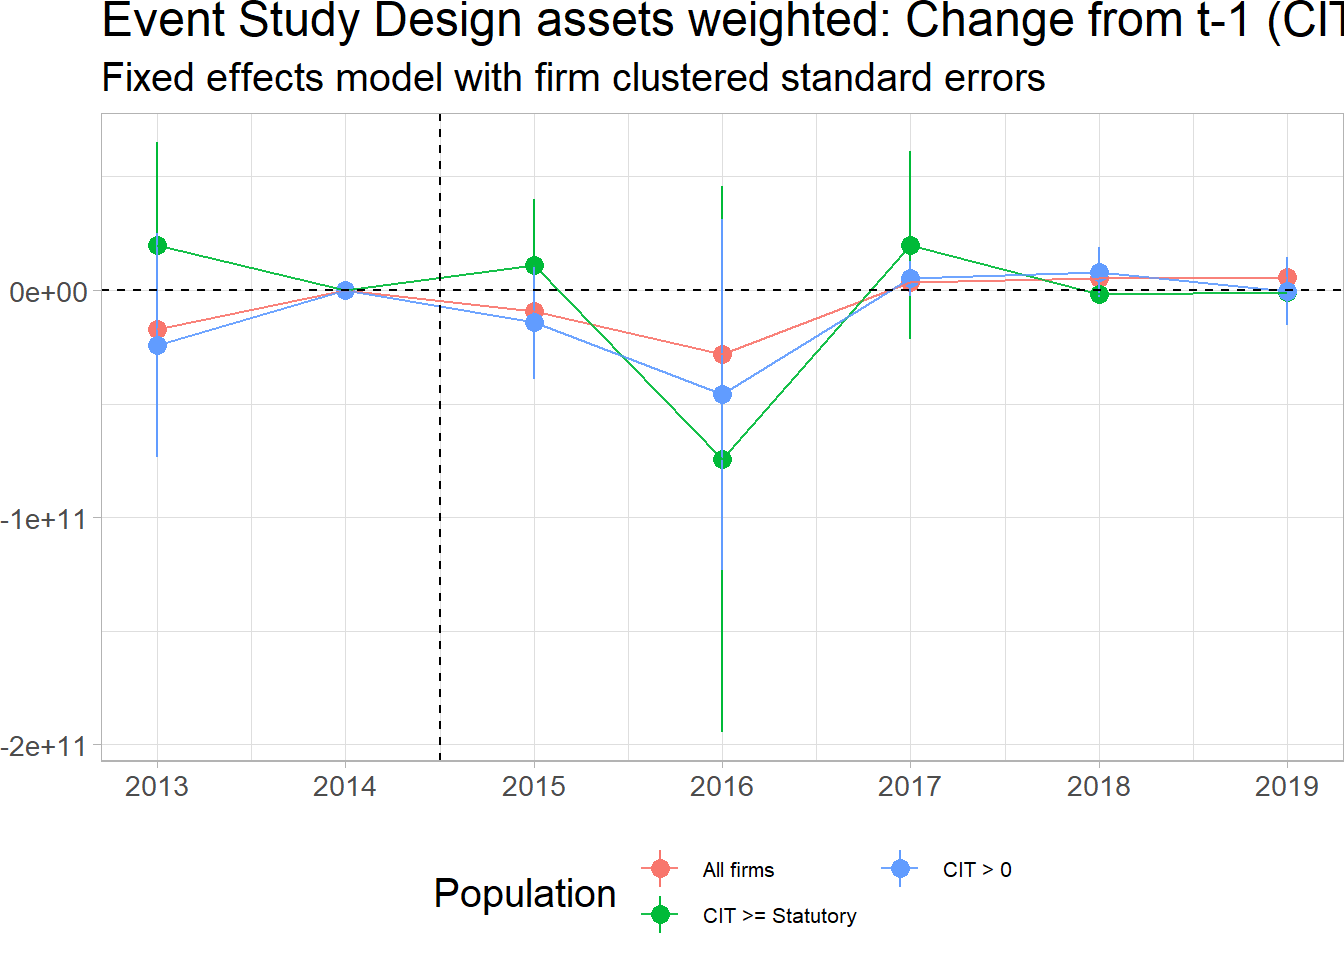 Event Study Design assets weighted: Change from t-1 (CIT
Fixed effects model with firm clustered standard errors
0e+00
-1e+11
-2e+11
2013 2014 2015 2016 2017 2018 2019
Population
All firms
CIT >= Statutory
CIT > 0